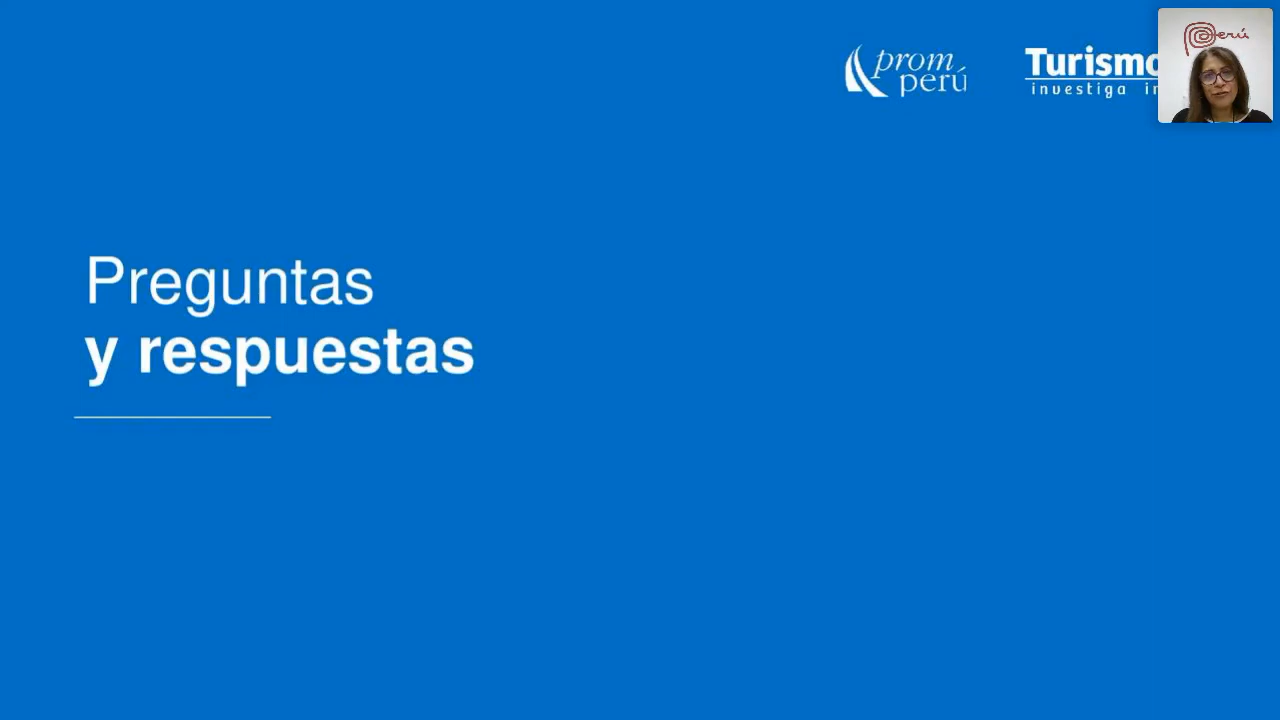 prom
perú
Turismo
investiga
Perú
Preguntas
y respuestas